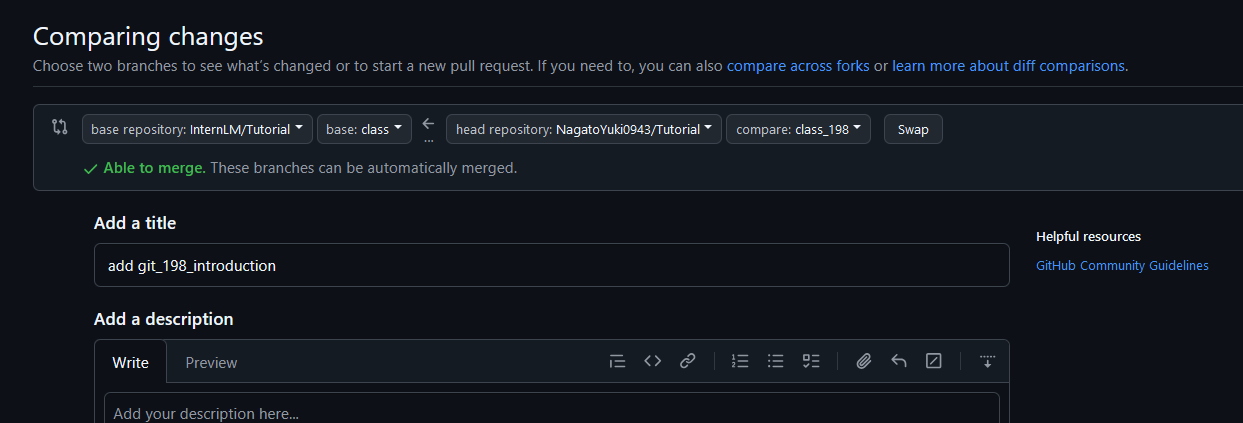 Comparing changes
Choose two branches to see what's changed or to start a new pull request. If you need to, you can also compare across forks or learn more about diff comparisons.
base repository: InternLM/Tutorial base: class ... head repository: NagatoYuki0943/Tutorial compare: class_198 Swap
Able to merge. These branches can be automatically merged.
Add a title
Helpful resources
add git_198_introduction
GitHub Community Guidelines
Add a description
Write Preview
Add your description here...